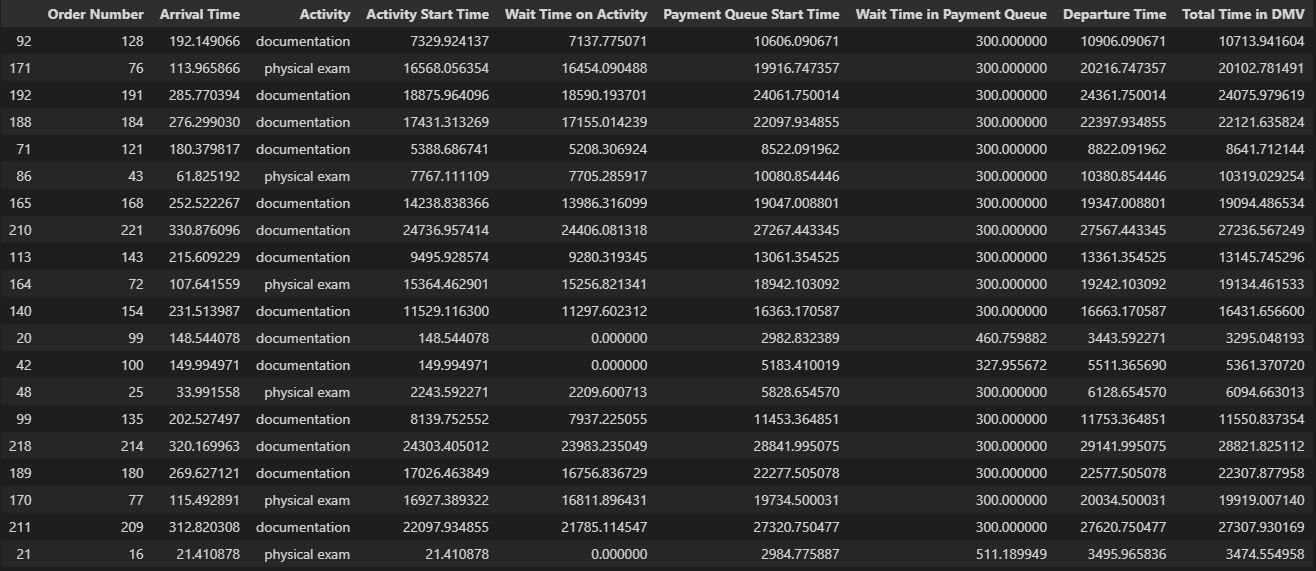 Order Number Arrival Time Activity Activity Start Time Wait Time on Activity Payment Queue Start Time Wait Time in Payment Queue Departure Time Total Time in DMV
92 128 192.149066 documentation 7329.924137 7137.775071 10606.090671 300.000000 10906.090671 10713.941604
171 76 113.965866 physical exam 16568.056354 16454.090488 19916.747357 300.000000 20216.747357 20102.781491
192 191 285.770394 documentation 18875.964096 18590.193701 24061.750014 300.000000 24361.750014 24075.979619
188 184 276.299030 documentation 17431.313269 17155.014239 22097.934855 300.000000 22397.934855 22121.635824
71 121 180.379817 documentation 5388.686741 5208.306924 8522.091962 300.000000 8822.091962 8641.712144
86 43 61.825192 physical exam 7767.111109 7705.285917 10080.854446 300.000000 10380.854446 10319.029254
165 168 252.522267 documentation 14238.838366 13986.316099 19047.008801 300.000000 19347.008801 19094.486534
210 221 330.876096 documentation 24736.957414 24406.081318 27267.443345 300.000000 27567.443345 27236.567249
113 143 215.609229 documentation 9495.928574 9280.319345 13061.354525 300.000000 13361.354525 13145.745296
164 72 107.641559 physical exam 15364.462901 15256.821341 18942.103092 300.000000 19242.103092 19134.461533
140 154 231.513987 documentation 11529.116300 11297.602312 16363.170587 300.000000 16663.170587 16431.656600
20 99 148.544078 documentation 148.544078 0.000000 2982.832389 460.759882 3443.592271 3295.048193
42 100 149.994971 documentation 149.994971 0.000000 5183.410019 327.955672 5511.365690 5361.370720
48 25 33.991558 physical exam 2243.592271 2209.600713 5828.654570 300.000000 6128.654570 6094.663013
99 135 202.527497 documentation 8139.752552 7937.225055 11453.364851 300.000000 11753.364851 11550.837354
218 214 320.169963 documentation 24303.405012 23983.235049 28841.995075 300.000000 29141.995075 28821.825112
189 180 269.627121 documentation 17026.463849 16756.836729 22277.505078 300.000000 22577.505078 22307.877958
170 77 115.492891 physical exam 16927.389322 16811.896431 19734.500031 300.000000 20034.500031 19919.007140
211 209 312.820308 documentation 22097.934855 21785.114547 27320.750477 300.000000 27620.750477 27307.930169
21 16 21.410878 physical exam 21.410878 0.000000 2984.775887 511.189949 3495.965836 3474.554958